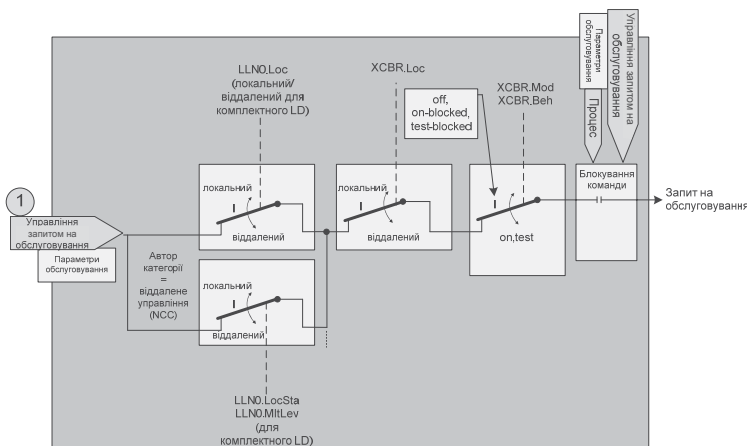 Параметри
обслуговування
Управління запитом на
обслуговування
Процес
LLN0.Loc
(локальний/
віддалений для
комплектного LD)
XCBR.Loc
off,
on-blocked,
test-blocked
XCBR.Mod
XCBR.Beh
Блокування
команди
Запит на
обслуговування
1
Управління
запитом на
обслуговування
Параметри
обслуговування
локальний
віддалений
локальний
віддалений
on,test
Автор
категорії
=
віддалене
управління
(NCC)
локальний
віддалений
LLN0.LocSta
LLN0.MltLev
(для
комплектного LD)